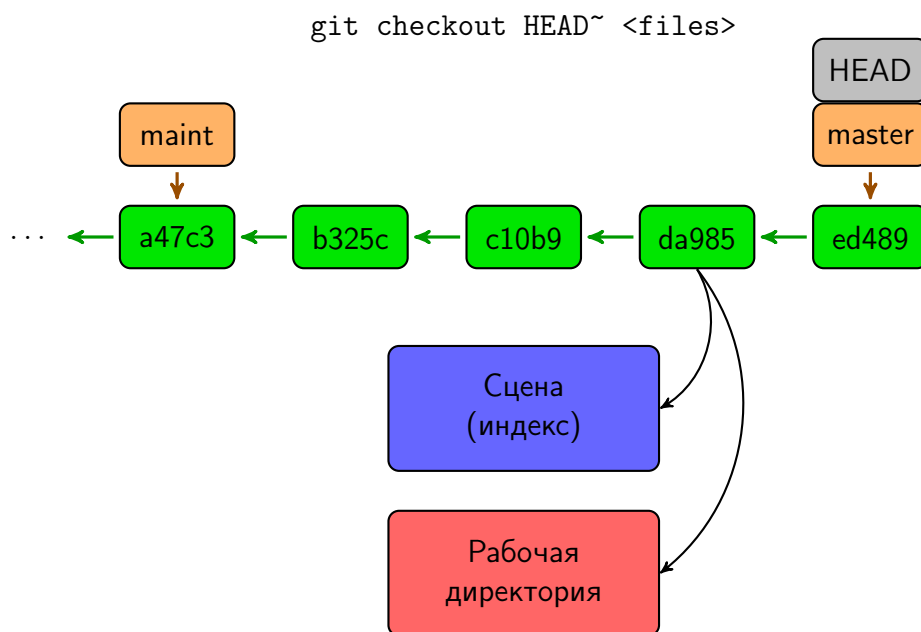 git checkout HEAD~ <files>
HEAD
maint
master
...
a47c3
b325c
c10b9
da985
ed489
Сцена
(индекс)
Рабочая
директория